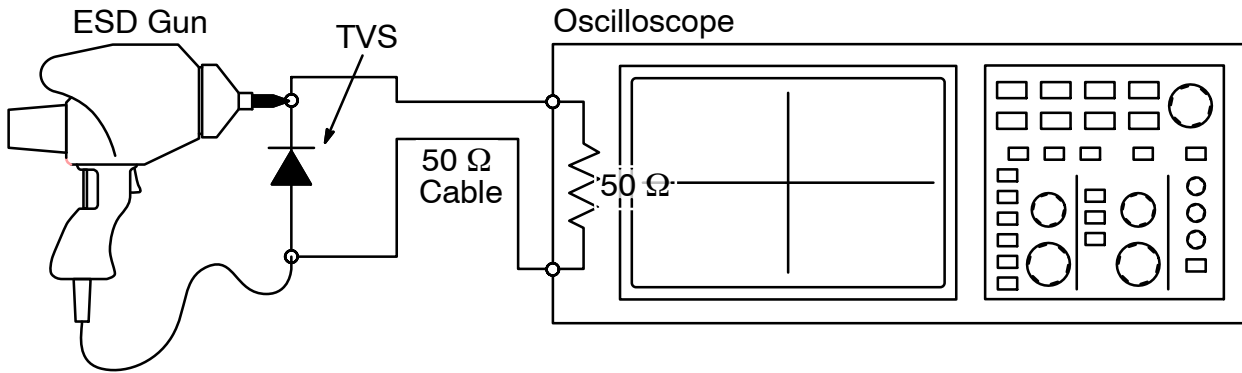 ESD Gun
TVS
Oscilloscope
50 Ω
Cable
50 Ω